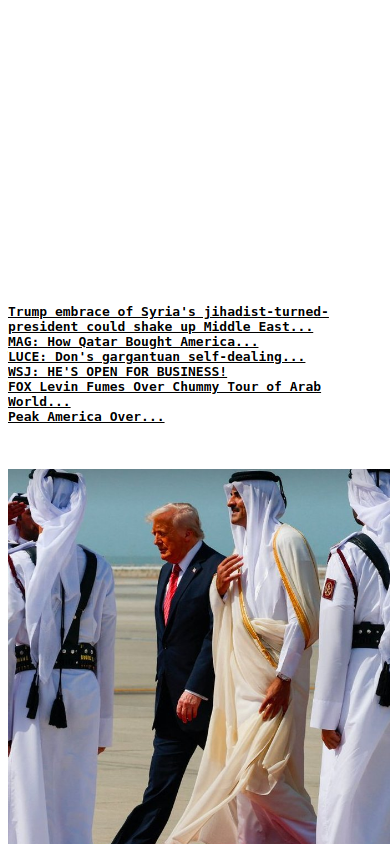 Trump embrace of Syria's jihadist-turned-
president could shake up Middle East...
MAG: How Qatar Bought America...
LUCE: Don's gargantuan self-dealing...
WSJ: HE'S OPEN FOR BUSINESS!
FOX Levin Fumes Over Chummy Tour of Arab
World...
Peak America Over...